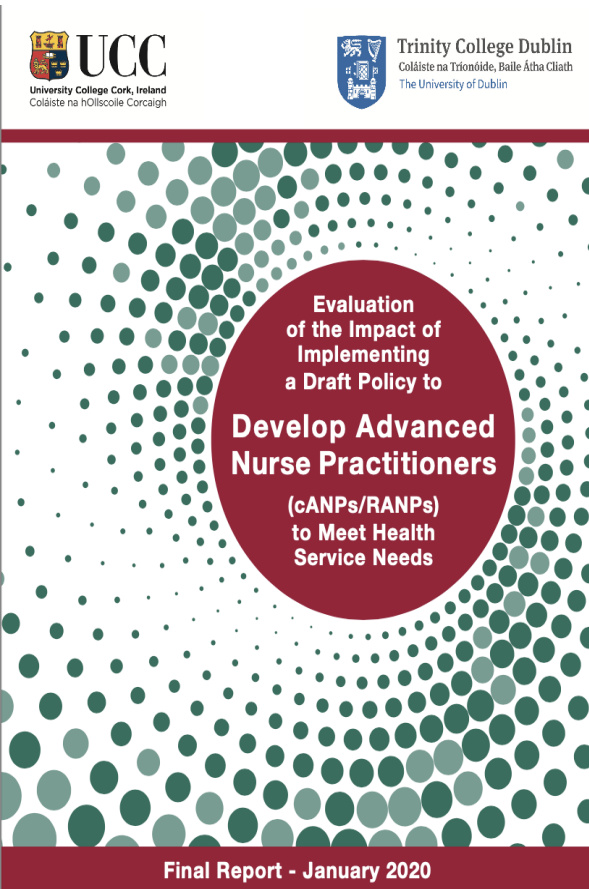 UCC
University College Cork, Ireland
Coláiste na hOllscoile Corcaigh
Trinity College Dublin
Coláiste na Tríonóide, Baile Átha Cliath
The University of Dublin
Evaluation
of the Impact of
Implementing
a Draft Policy to
Develop Advanced
Nurse Practitioners
(cANPs/RANPs)
to Meet Health
Service Needs
Final Report - January 2020